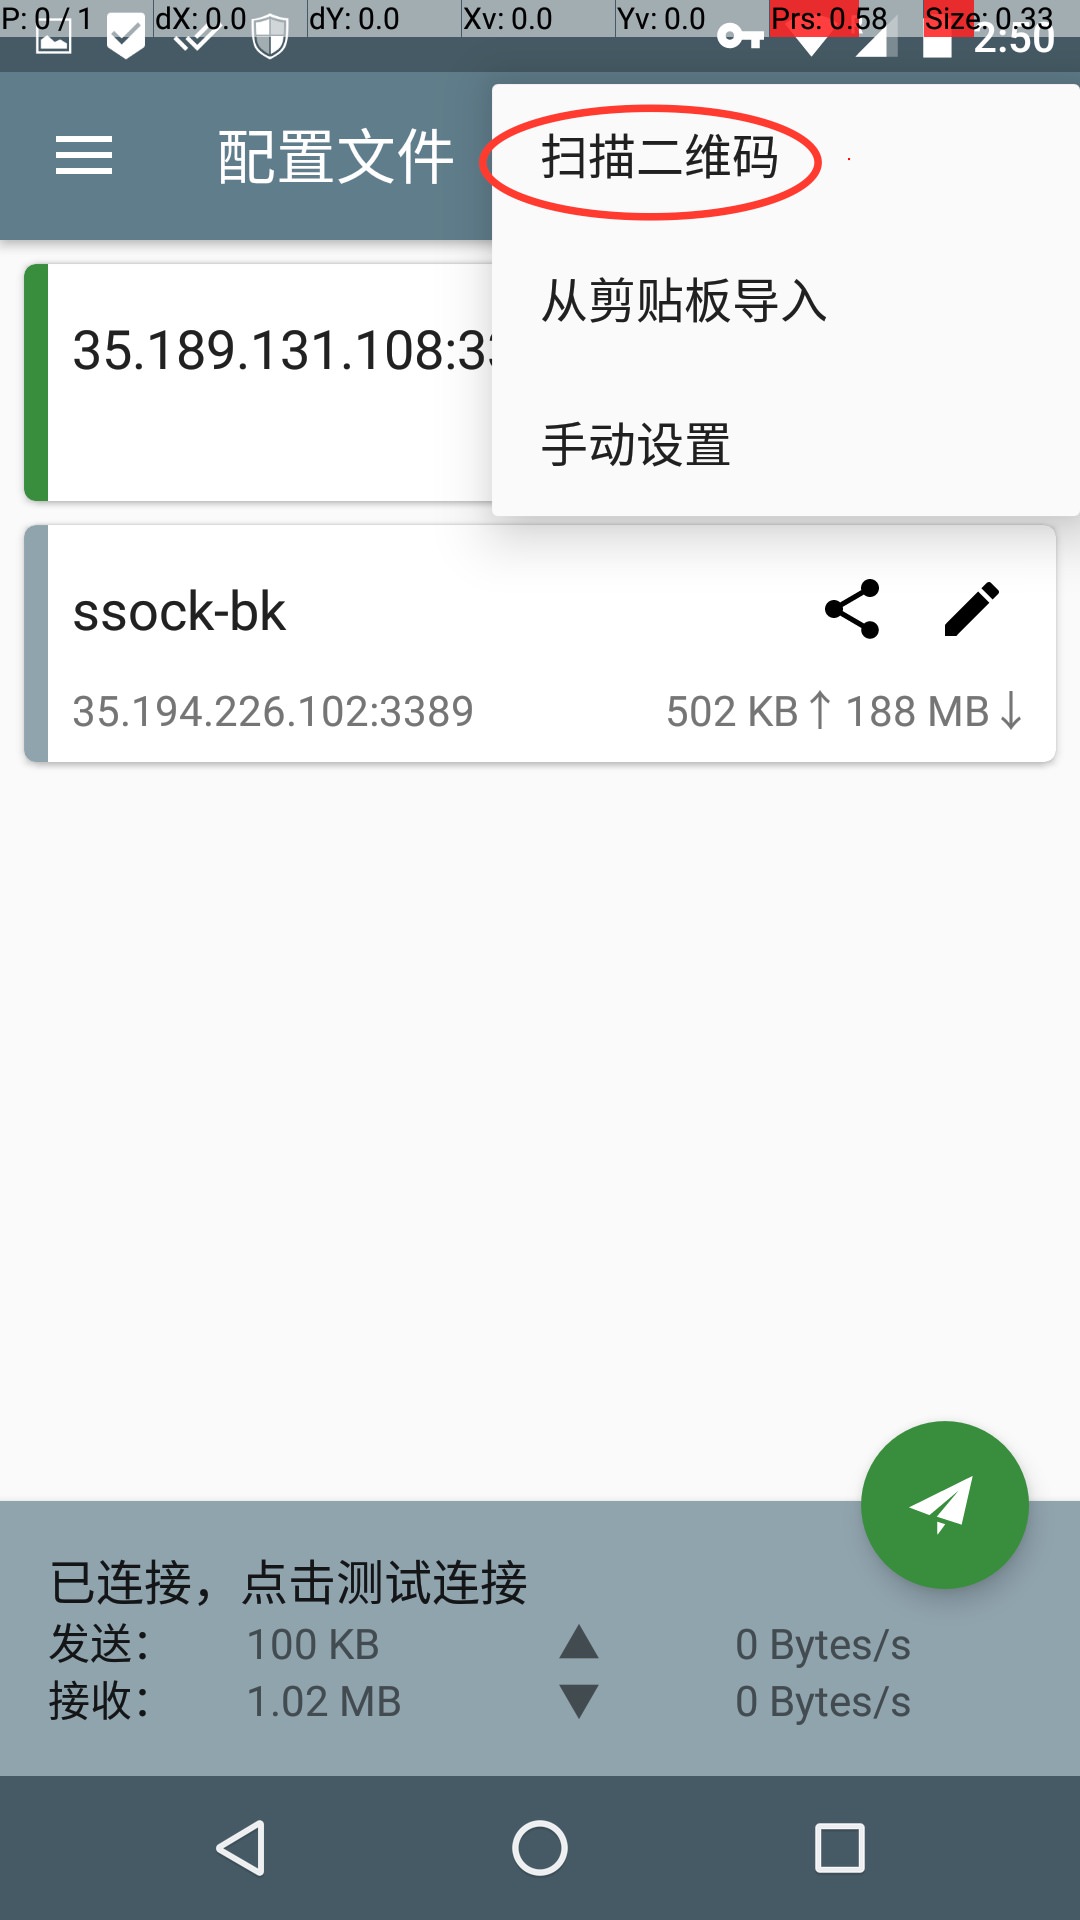 P: 0 / 1 dX: 0.0 dY: 0.0 Xv: 0.0 Yv: 0.0 Prs: 0.58 Size: 0.33
2:50
配置文件
扫描二维码
从剪贴板导入
手动设置
35.189.131.108:33
ssock-bk
35.194.226.102:3389 502 KB↑ 188 MB↓
已连接，点击测试连接
发送： 100 KB ▲ 0 Bytes/s
接收： 1.02 MB ▼ 0 Bytes/s